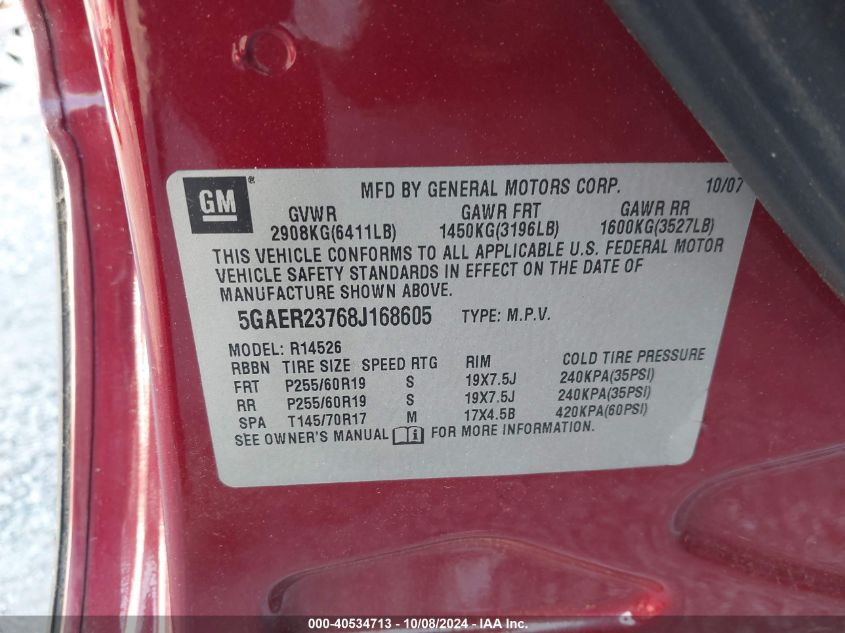 GM®
MFD BY GENERAL MOTORS CORP. 10/07
GVWR GAWR FRT GAWR RR
2908KG(6411LB) 1450KG(3196LB) 1600KG(3527LB)
THIS VEHICLE CONFORMS TO ALL APPLICABLE U.S. FEDERAL MOTOR
VEHICLE SAFETY STANDARDS IN EFFECT ON THE DATE OF
MANUFACTURE SHOWN ABOVE.
5GAER23768J168605 TYPE: M.P.V.
MODEL: R14526
RBBN TIRE SIZE SPEED RTG RIM COLD TIRE PRESSURE
FRT P255/60R19 S 19X7.5J 240KPA(35PSI)
RR P255/60R19 S 19X7.5J 240KPA(35PSI)
SPA T145/70R17 M 17X4.5B 420KPA(60PSI)
SEE OWNER'S MANUAL FOR MORE INFORMATION.
000-40534713 - 10/08/2024 - IAA Inc.